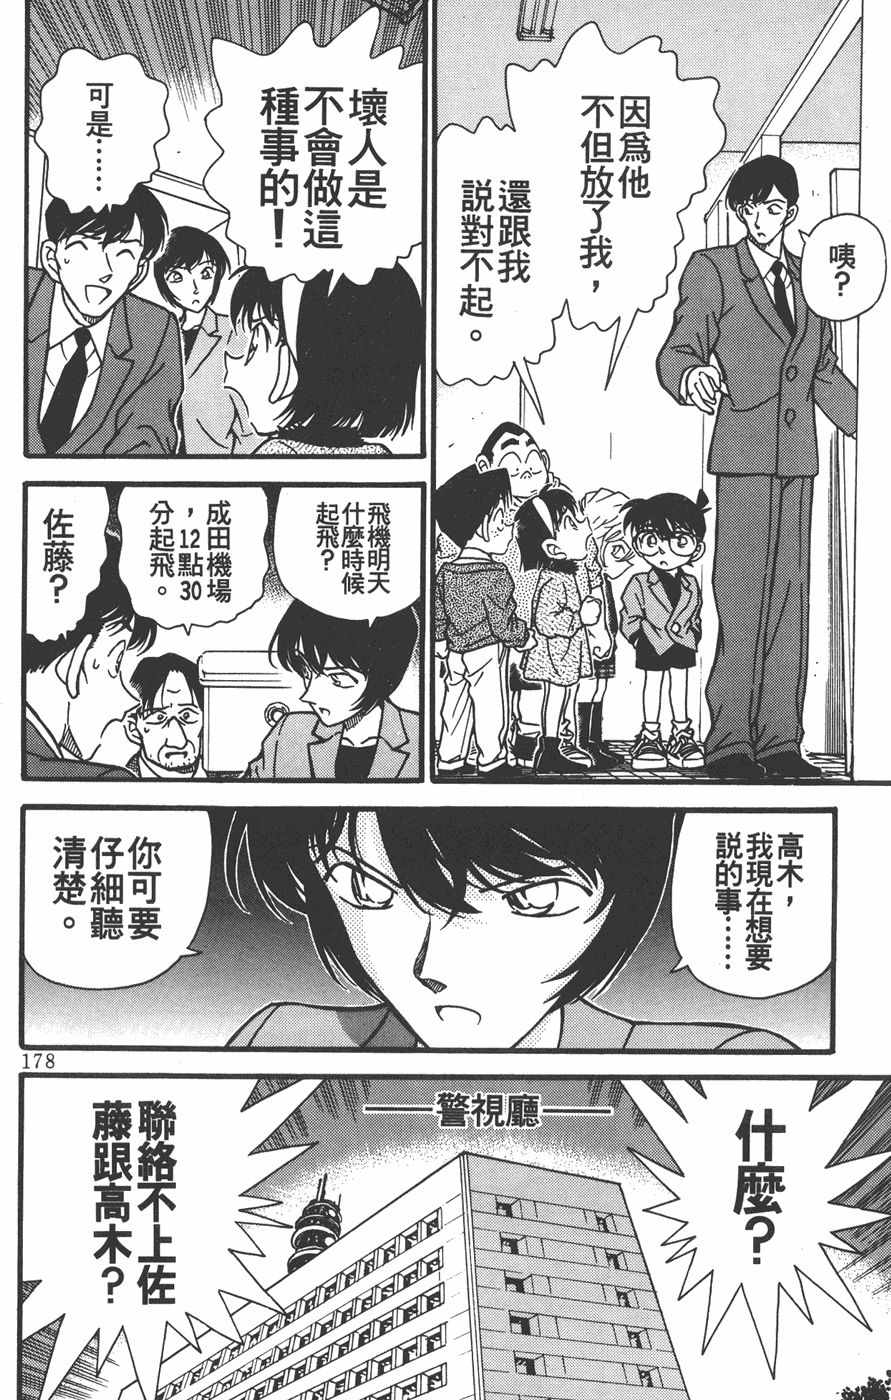 咦?
因爲他
不但放了我,
還跟我
説對不起。
壞人是
不會做這
種事的!
可是……
飛機明天
什麼時候
起飛?
成田機場
,12點30
分起飛。
佐藤?
高木,
我現在想要
説的事……
你可要
仔細聽
清楚。
178
警視廳
什麼?
聯絡不上佐
藤跟高木?